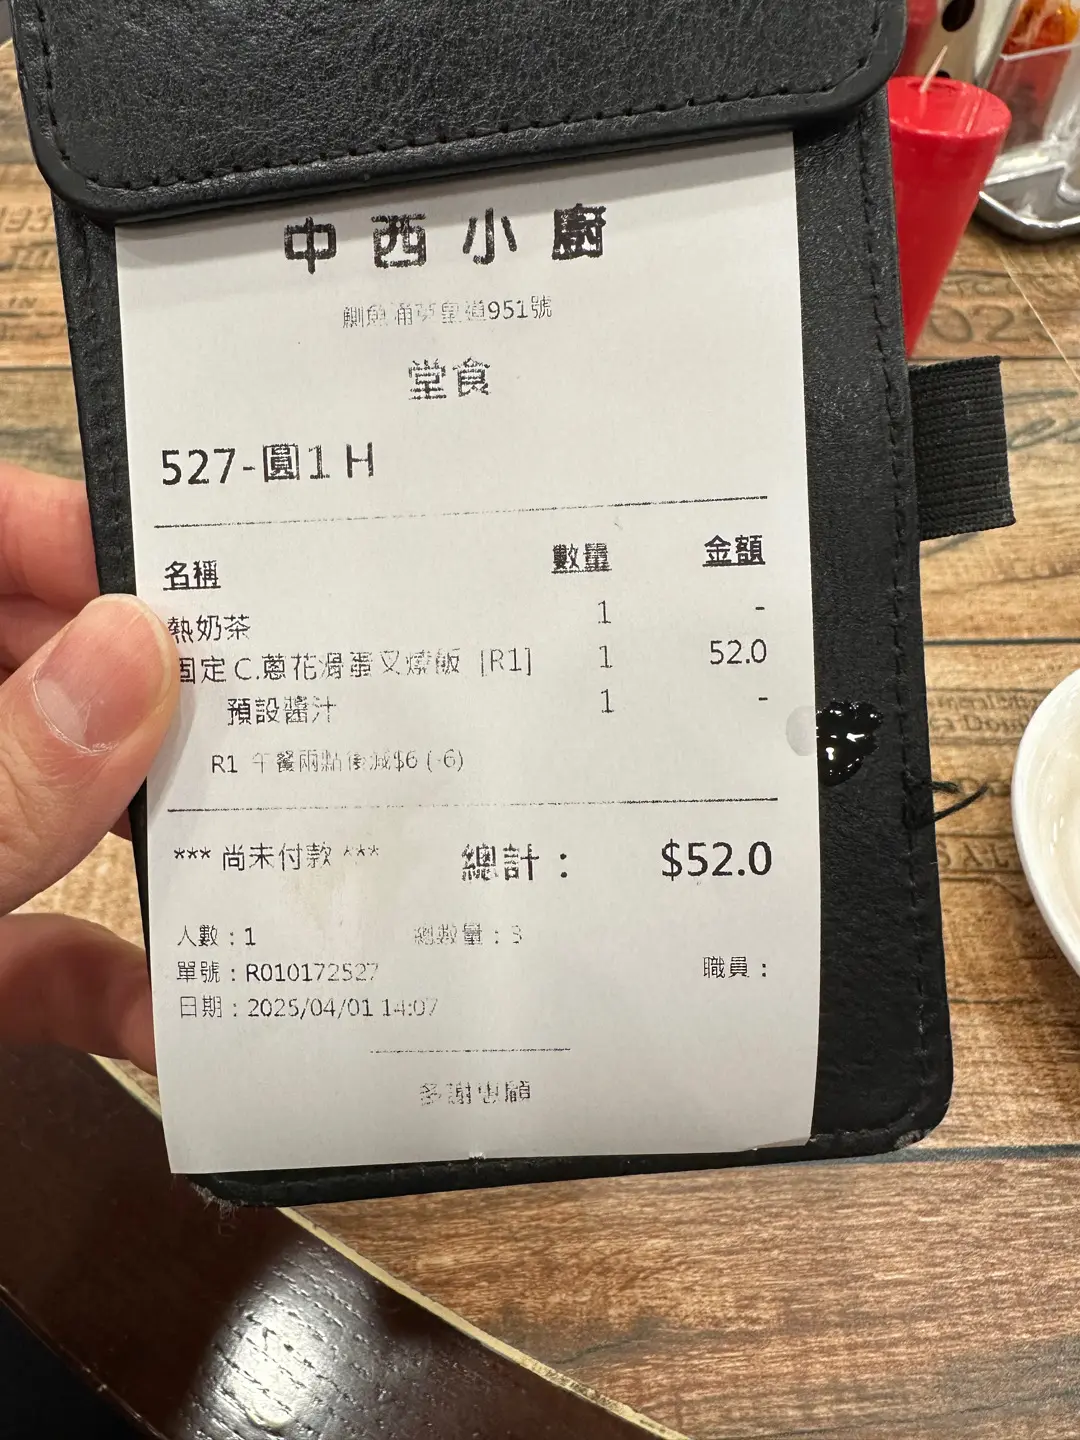 中西小廚
鰂魚涌英皇道951號
堂食
527-圓1 H
名稱 數量 金額
熱奶茶 1 -
固定C.蔥花滑蛋叉燒飯 [R1] 1 52.0
預設醬汁 1 -
R1 午餐兩點後減$6 (-6)
*** 尚未付款 *** 總計： $52.0
人數：1 總數量：3
單號：R010172527 職員：
日期：2025/04/01 14:07
多謝惠顧